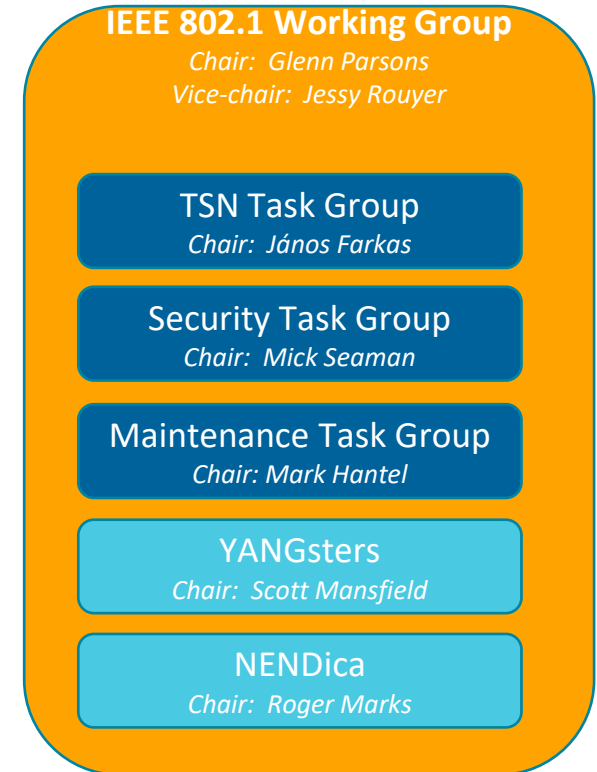 IEEE 802.1 Working Group
Chair:  Glenn Parsons
Vice-chair:  Jessy Rouyer
TSN Task Group
Chair:  János Farkas
Security Task Group
Chair:  Mick Seaman
Maintenance Task Group
Chair: Mark Hantel
YANGsters
Chair:  Scott Mansfield
NENDica
Chair:  Roger Marks